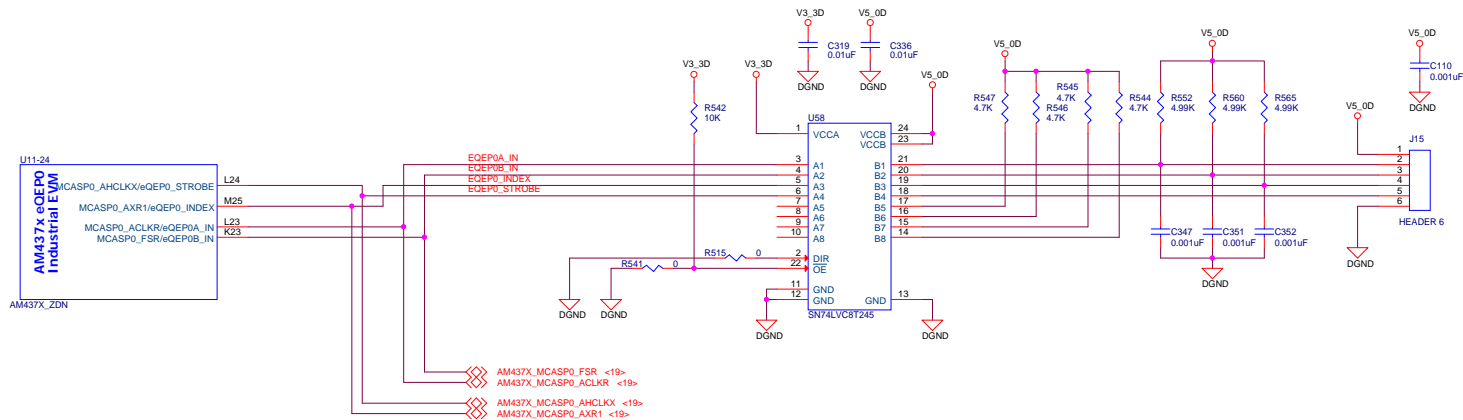 V3_3D
V5_0D
C319
0.01uF
C336
0.01uF
DGND
DGND
V3_3D
V3_3D
V5_0D
V5_0D
V5_0D
V5_0D
C110
0.001uF
DGND
R542
10K
R547
4.7K
R546
4.7K
R545
4.7K
R544
4.7K
R552
4.99K
R560
4.99K
R565
4.99K
V5_0D
U58
1 VCCA
VCCB 24
VCCB 23
3 A1
B1 21
4 A2
B2 20
5 A3
B3 19
6 A4
B4 18
7 A5
B5 17
8 A6
B6 16
9 A7
B7 15
10 A8
B8 14
2 DIR
22 OE
11 GND
12 GND
GND 13
SN74LVC8T245
EQEP0A_IN
EQEP0B_IN
EQEP0_INDEX
EQEP0_STROBE
U11-24
AM437x eQEP0
Industrial EVM
MCASP0_AHCLKX/eQEP0_STROBE L24
MCASP0_AXR1/eQEP0_INDEX M25
MCASP0_ACLKR/eQEP0A_IN L23
MCASP0_FSR/eQEP0B_IN K23
AM437X_ZDN
R515 0
R541 0
DGND
DGND
DGND
DGND
C347
0.001uF
C351
0.001uF
C352
0.001uF
DGND
J15
1
2
3
4
5
6
HEADER 6
DGND
AM437X_MCASP0_FSR <19>
AM437X_MCASP0_ACLKR <19>
AM437X_MCASP0_AHCLKX <19>
AM437X_MCASP0_AXR1 <19>